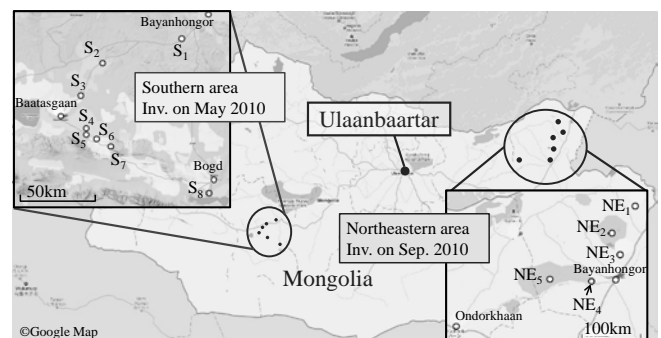 Bayanhongor
S1
S2
S3
Baatasgaan
S4
S5
S6
S7
Bogd
S8
50km
Southern area
Inv. on May 2010
Ulaanbaartar
Northeastern area
Inv. on Sep. 2010
Mongolia
NE1
NE2
NE3
Bayanhongor
NE5
NE4
Ondorkhaan
100km
©Google Map